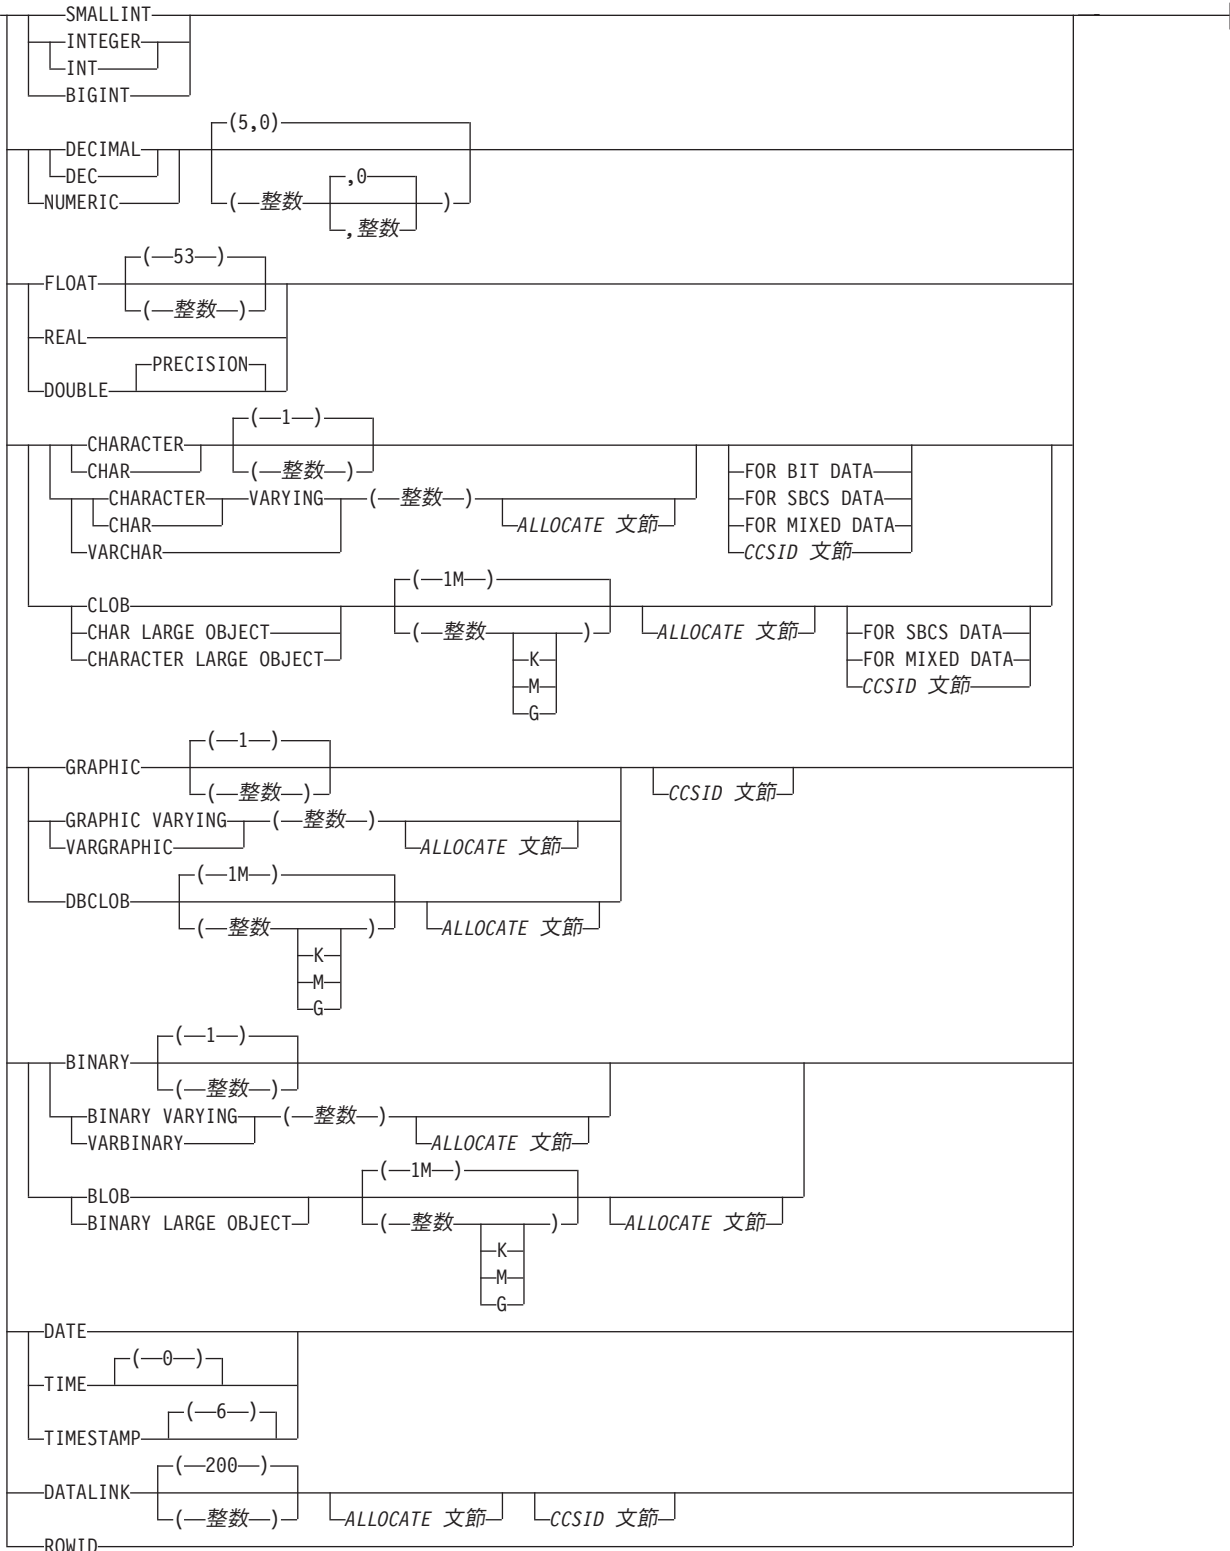 SMALLINT
INTEGER
INT
BIGINT
(5,0)
DECIMAL
DEC
,0
NUMERIC
( 整数 )
,整数
( 53 )
FLOAT
( 整数 )
REAL
PRECISION
DOUBLE
( 1 )
CHARACTER
CHAR ( 整数 ) FOR BIT DATA
CHARACTER VARYING ( 整数 ) FOR SBCS DATA
CHAR ALLOCATE 文節 FOR MIXED DATA
VARCHAR CCSID 文節
( 1M )
CLOB
CHAR LARGE OBJECT ( 整数 ) ALLOCATE 文節 FOR SBCS DATA
CHARACTER LARGE OBJECT K FOR MIXED DATA
M CCSID 文節
G
( 1 )
GRAPHIC
( 整数 ) CCSID 文節
GRAPHIC VARYING ( 整数 )
VARGRAPHIC ALLOCATE 文節
( 1M )
DBCLOB
( 整数 ) ALLOCATE 文節
K
M
G
( 1 )
BINARY
( 整数 )
BINARY VARYING ( 整数 )
VARBINARY ALLOCATE 文節
( 1M )
BLOB
BINARY LARGE OBJECT ( 整数 ) ALLOCATE 文節
K
M
G
DATE
( 0 )
TIME
( 6 )
TIMESTAMP
( 200 )
DATALINK
( 整数 ) ALLOCATE 文節 CCSID 文節
ROWID